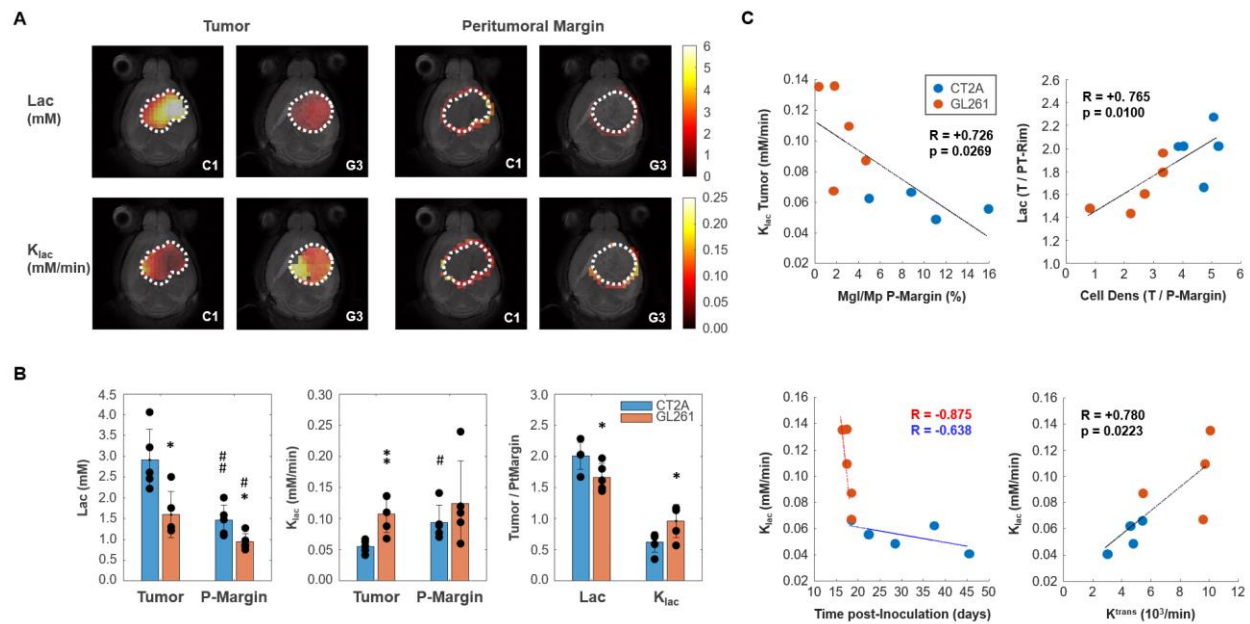 A
Tumor
Peritumoral Margin
Lac
(mM)
C1
G3
C1
G3
6
5
4
3
2
1
0
Klac
(mM/min)
C1
G3
C1
G3
0.25
0.20
0.15
0.10
0.05
0.00
B
Lac (mM)
4.5
4.0
3.5
3.0
2.5
2.0
1.5
1.0
0.5
0.0
*
#
#
#
*
Tumor
P-Margin
Klac (mM/min)
0.30
0.25
0.20
0.15
0.10
0.05
0.00
*
*
#
Tumor
P-Margin
Tumor / PtMargin
3.0
2.5
2.0
1.5
1.0
0.5
0.0
CT2A
GL261
*
*
Lac
Klac
C
Klac Tumor (mM/min)
0.14
0.12
0.10
0.08
0.06
0.04
0.02
CT2A
GL261
R = +0.726
p = 0.0269
0 2 4 6 8 10 12 14 16
Mgl/Mp P-Margin (%)
Lac (T / PT-Rim)
2.6
2.4
2.2
2.0
1.8
1.6
1.4
1.2
1.0
R = +0. 765
p = 0.0100
0 1 2 3 4 5 6
Cell Dens (T / P-Margin)
Klac (mM/min)
0.16
0.14
0.12
0.10
0.08
0.06
0.04
0.02
0.00
R = -0.875
R = -0.638
10 15 20 25 30 35 40 45 50
Time post-Inoculation (days)
Klac (mM/min)
0.16
0.14
0.12
0.10
0.08
0.06
0.04
0.02
0.00
R = +0.780
p = 0.0223
2 4 6 8 10 12
Ktrans (10³/min)